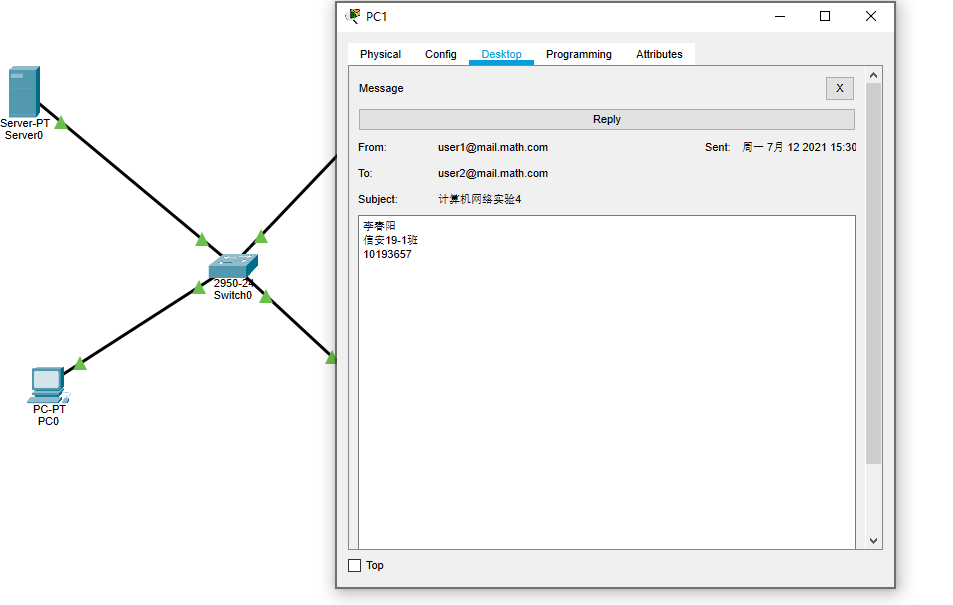 PC1
Physical Config Desktop Programming Attributes
Message X
Reply
From: user1@mail.math.com Sent: 周一 7月 12 2021 15:30
To: user2@mail.math.com
Subject: 计算机网络实验4
李春阳
信安19-1班
10193657
Top
Server-PT
Server0
2950-24
Switch0
PC-PT
PC0